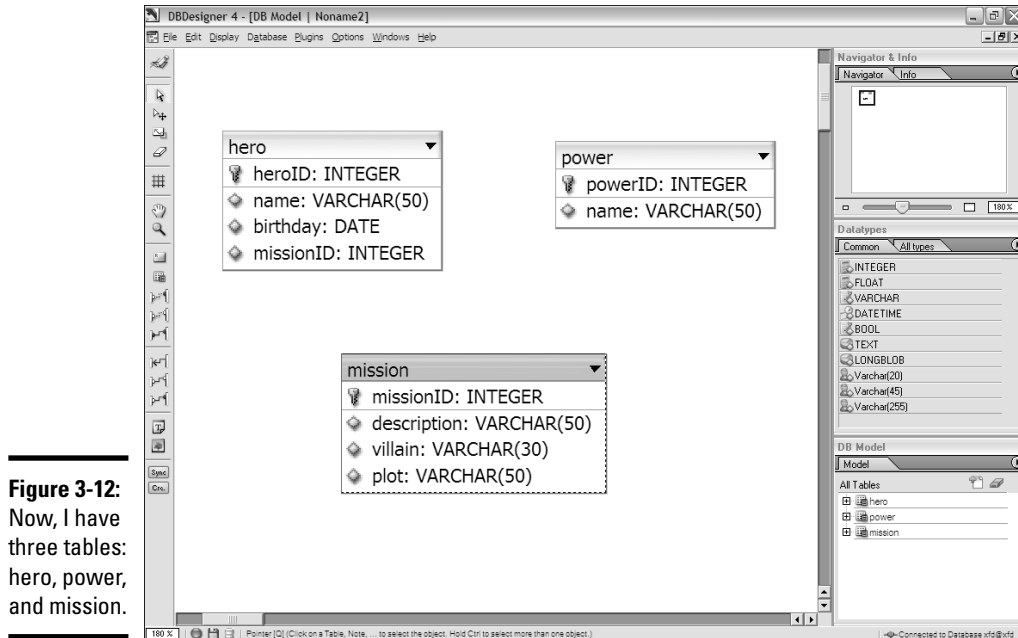 DBDesigner 4 - [DB Model | Noname2]
File Edit Display Database Plugins Options Windows Help
hero
heroID: INTEGER
name: VARCHAR(50)
birthday: DATE
missionID: INTEGER
power
powerID: INTEGER
name: VARCHAR(50)
mission
missionID: INTEGER
description: VARCHAR(50)
villain: VARCHAR(30)
plot: VARCHAR(50)
Sync
Navigator & Info
Navigator Info
180 %
Datatypes
Common All types
INTEGER
FLOAT
VARCHAR
DATETIME
BOOL
TEXT
LONGBLOB
Varchar(20)
Varchar(45)
Varchar(255)
DB Model
Model
All Tables
hero
power
mission
180 % Pointer [Q] (Click on a Table, Note, ... to select the object. Hold Ctrl to select more than one object.) Connected to Database xfd@xfd
Figure 3-12:
Now, I have
three tables:
hero, power,
and mission.